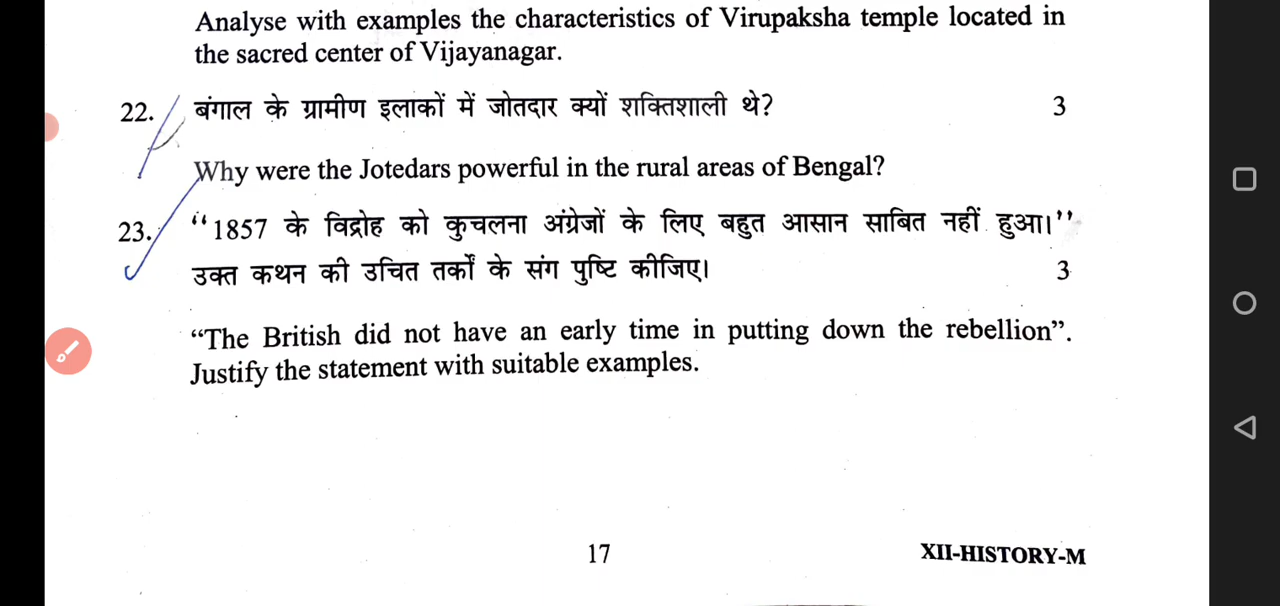 Analyse with examples the characteristics of Virupaksha temple located in
the sacred center of Vijayanagar.
22. बंगाल के ग्रामीण इलाकों में जोतदार क्यों शक्तिशाली थे? 3
Why were the Jotedars powerful in the rural areas of Bengal?
23. “1857 के विद्रोह को कुचलना अंग्रेजों के लिए बहुत आसान साबित नहीं हुआ।”
उक्त कथन की उचित तर्कों के संग पुष्टि कीजिए। 3
“The British did not have an early time in putting down the rebellion”.
Justify the statement with suitable examples.
17 XII-HISTORY-M